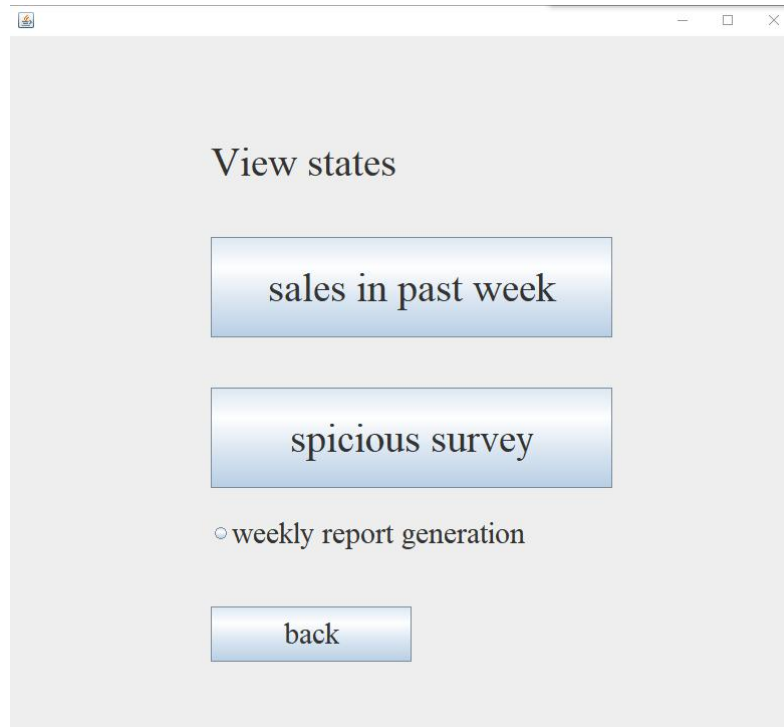 View states
sales in past week
spicious survey
weekly report generation
back